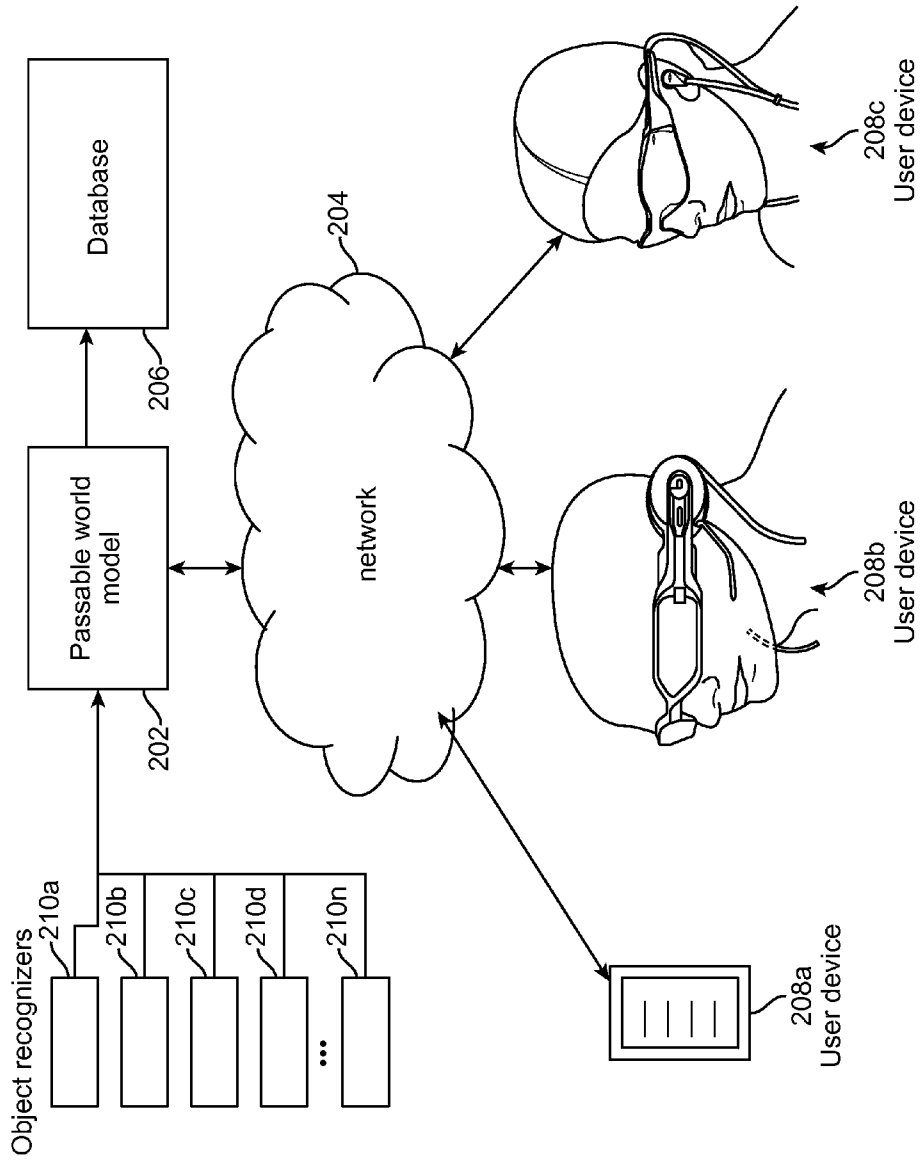 Object recognizers
210a
210b
210c
210d
...
210n
Passable world
model
202
Database
206
network
204
208a
User device
208b
User device
208c
User device